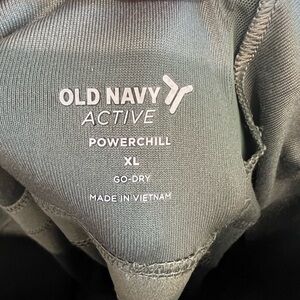 OLD NAVY
ACTIVE
POWERCHILL
XL
GO-DRY
MADE IN VIETNAM